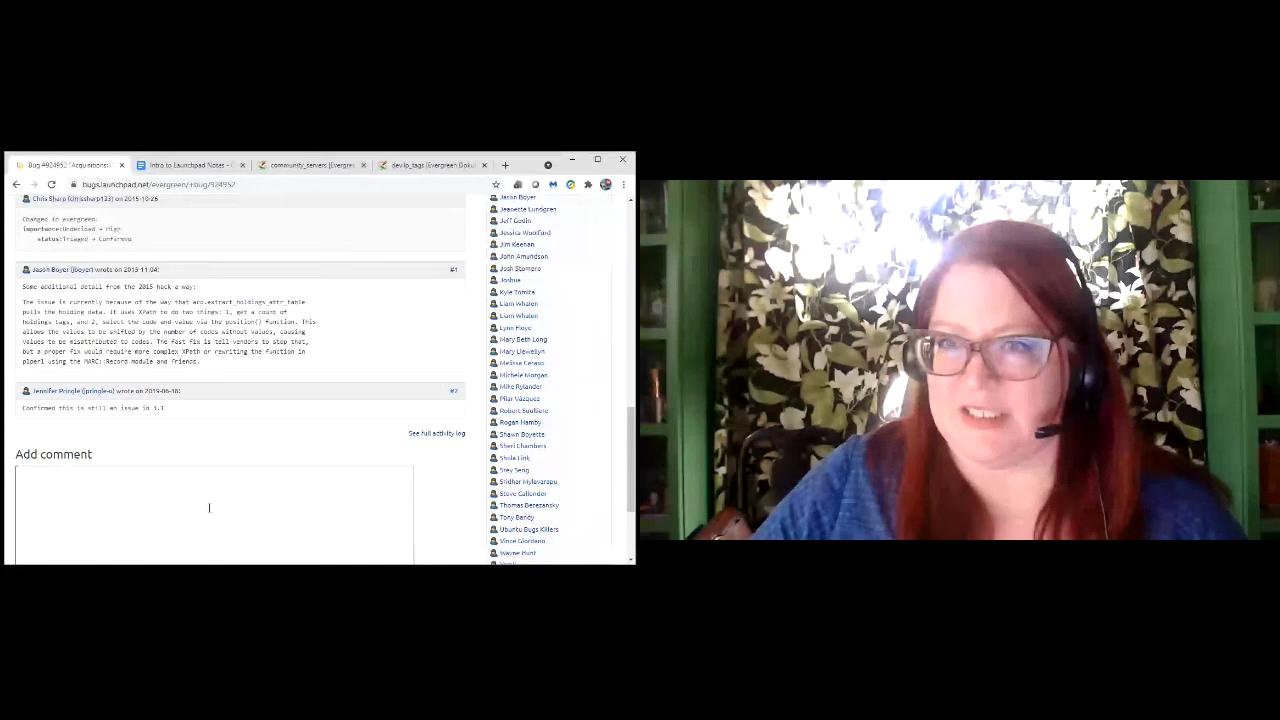 Bug #924952 "Acquisitions:
Intro to Launchpad Notes -
community_servers [Evergree
dev:lp_tags [Evergreen DokuW
bugs.launchpad.net/evergreen/+bug/924952
Chris Sharp (chrissharp123) on 2015-10-26
Changed in evergreen:
importance: Undecided → High
status: Triaged → Confirmed
Jason Boyer (jboyer) wrote on 2015-11-04: #1
Some additional detail from the 2015 hack-a-way:
The issue is currently because of the way that acq.extract_holdings_attr_table
pulls the holding data. It uses XPath to do two things: 1, get a count of
holdings tags, and 2, select the code and value via the position() function. This
allows the values to be shifted by the number of codes without values, causing
values to be misattributed to codes. The fast fix is tell vendors to stop that,
but a proper fix would require more complex XPath or rewriting the function in
plperl using the MARC::Record module and friends.
Jennifer Pringle (jpringle-u) wrote on 2019-06-18: #2
Confirmed this is still an issue in 3.1
See full activity log
Add comment
Jason Boyer
Jeanette Lundgren
Jeff Godin
Jessica Woolford
Jim Keenan
John Amundson
Josh Stompro
Joshua
Kyle Tomita
Liam Whalen
Liam Whalen
Lynn Floyd
Mary Beth Long
Mary Llewellyn
Melissa Ceraso
Michele Morgan
Mike Rylander
Pilar Vázquez
Robert Soulliere
Rogan Hamby
Shawn Boyette
Sheri Chambers
Shula Link
Srey Seng
Sridhar Mylavarapu
Steve Callender
Thomas Berezansky
Tony Bandy
Ubuntu Bugs Killers
Vince Giordano
Wayne Hunt